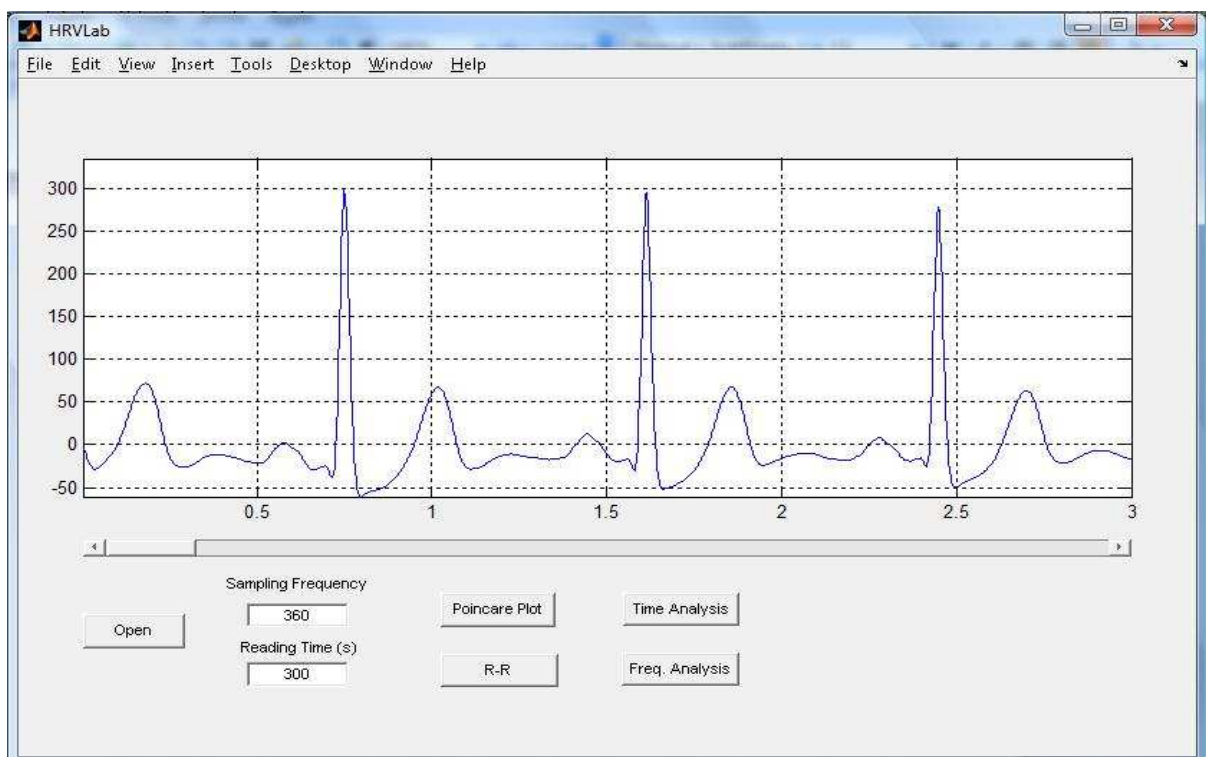 HRVLab
File Edit View Insert Tools Desktop Window Help
300
250
200
150
100
50
0
-50
0.5 1 1.5 2 2.5 3
Sampling Frequency
360
Poincare Plot
Time Analysis
Open
Reading Time (s)
300
R-R
Freq. Analysis